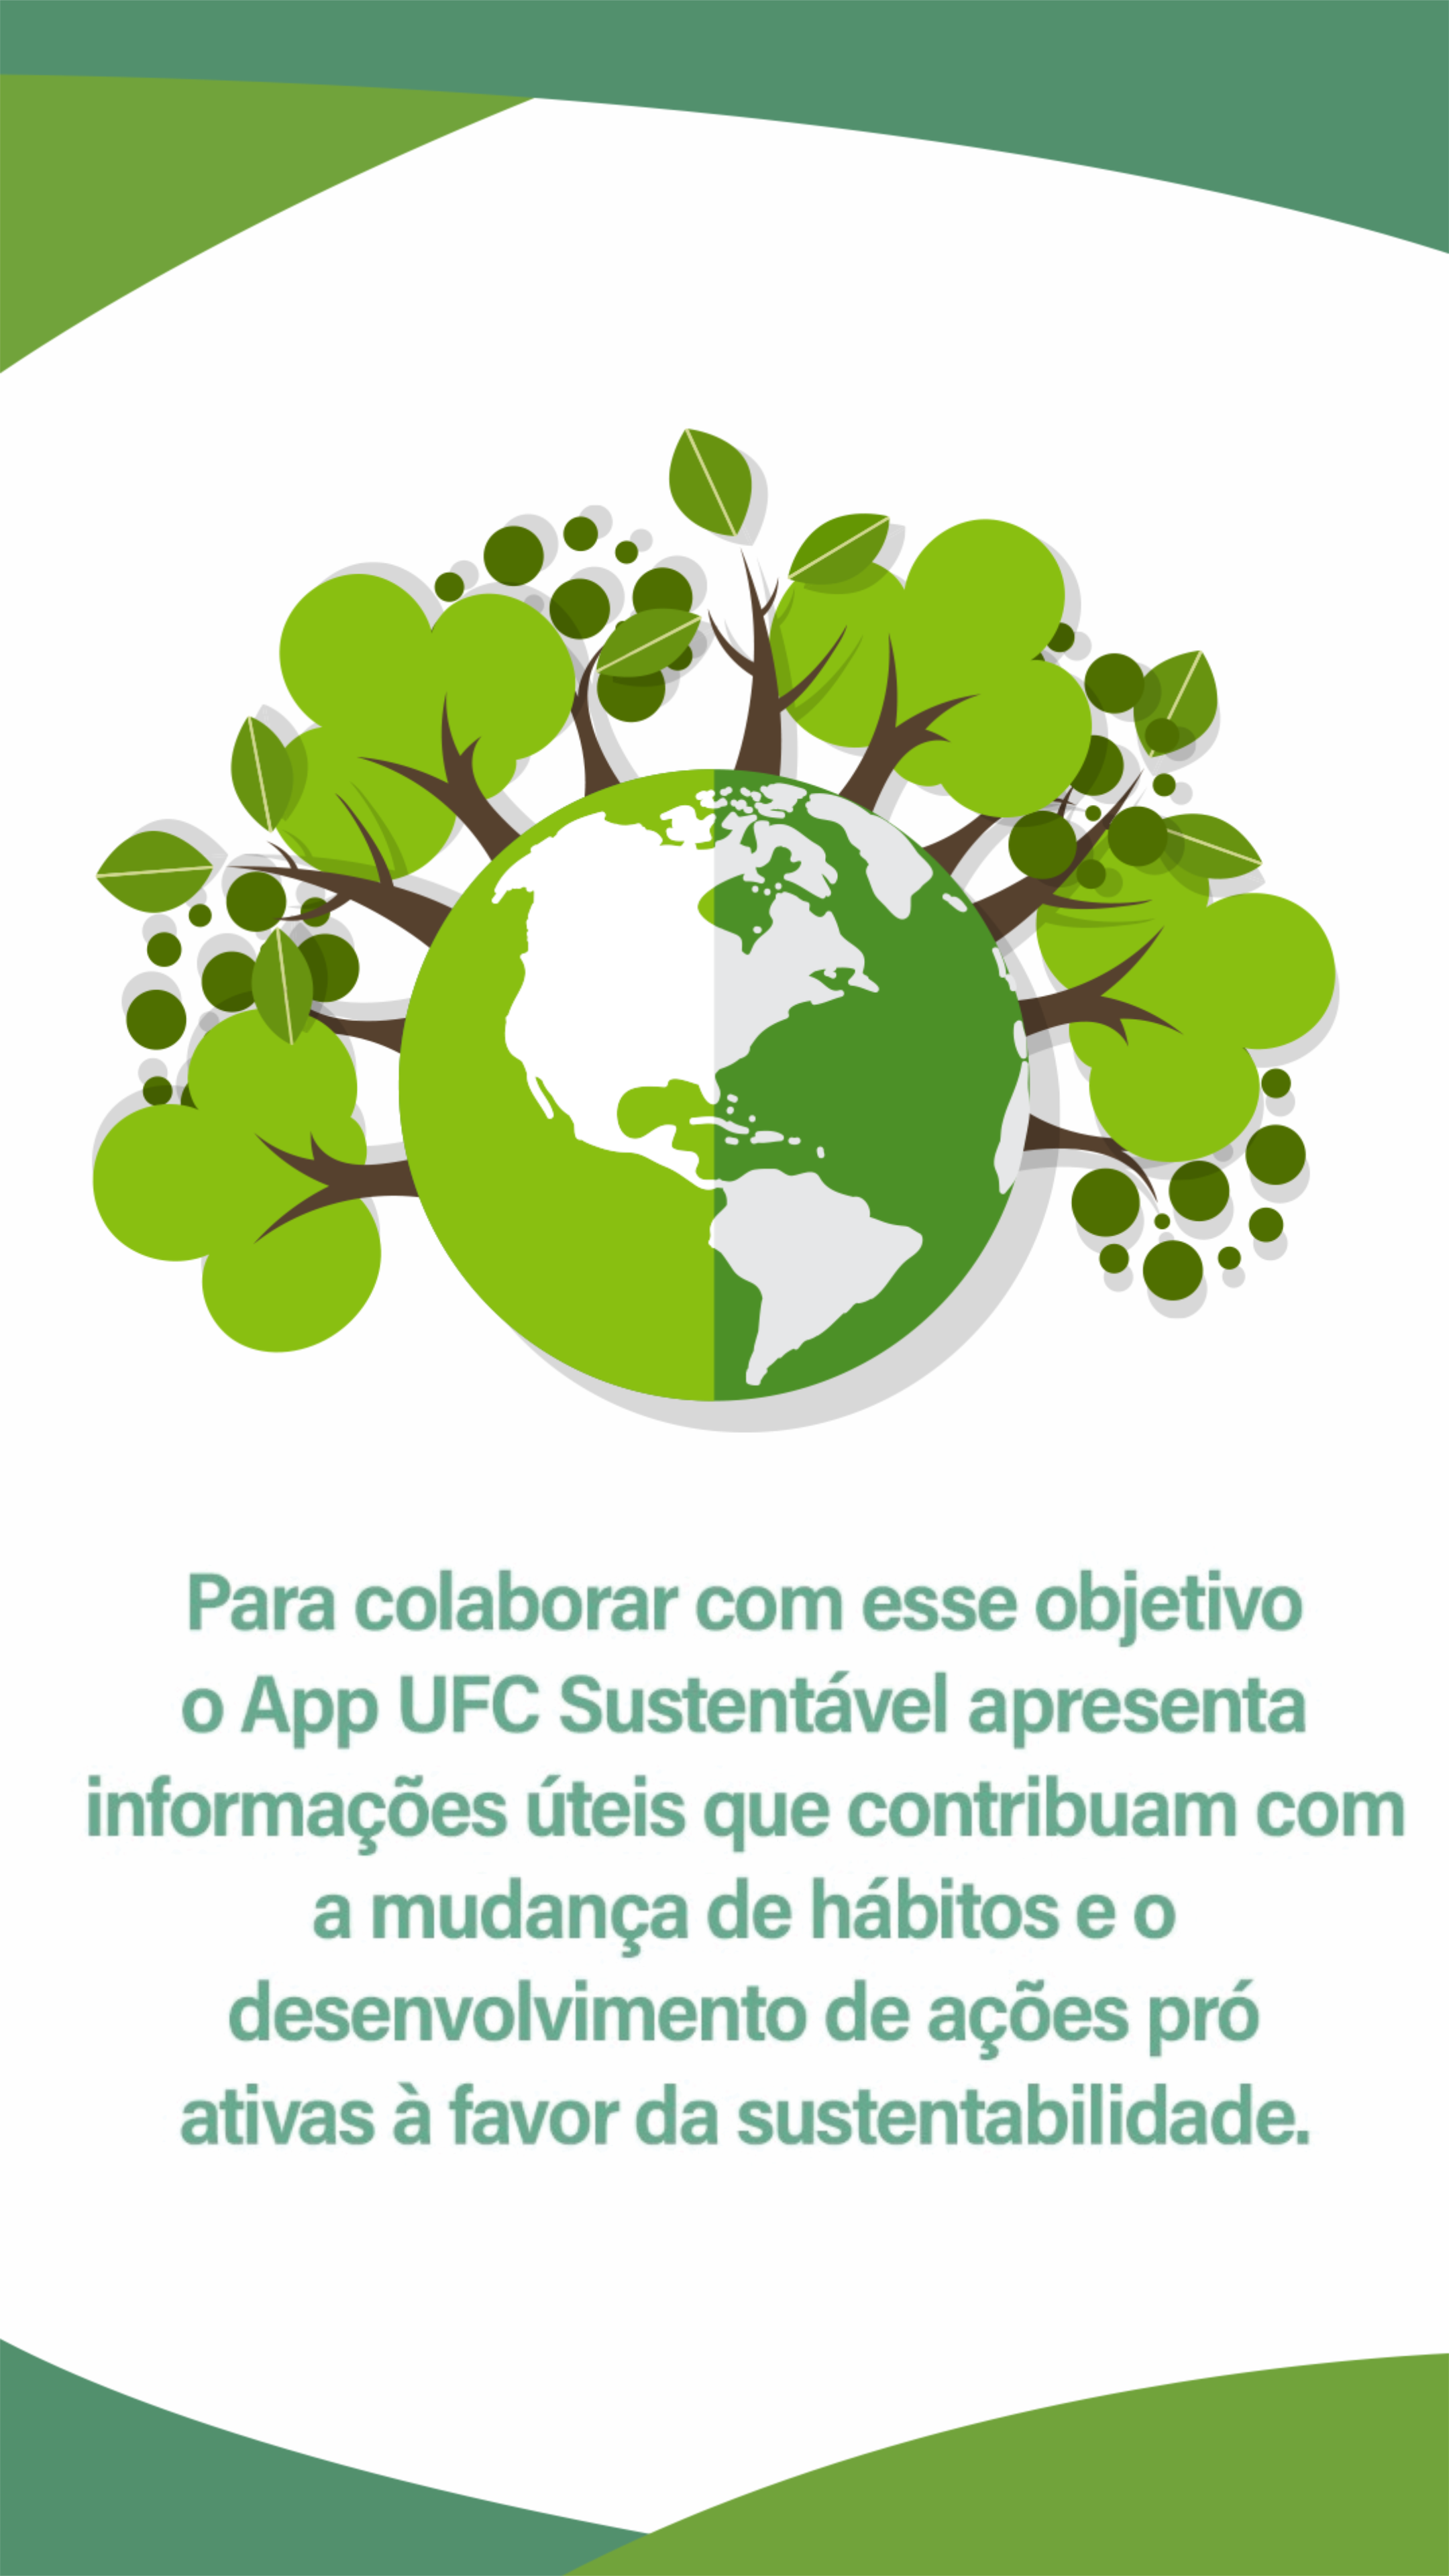 Para colaborar com esse objetivo
o App UFC Sustentável apresenta
informações úteis que contribuam com
a mudança de hábitos e o
desenvolvimento de ações pró
ativas à favor da sustentabilidade.